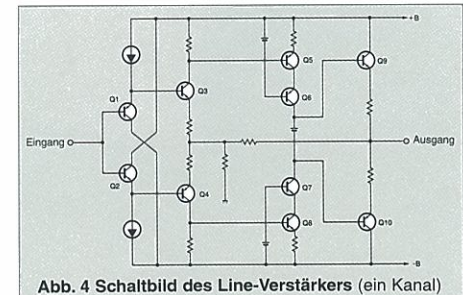 +B
Q5
Q9
Q3
Q6
Q1
Eingang
Ausgang
Q2
Q7
Q4
Q8
Q10
-B
Abb. 4 Schaltbild des Line-Verstärkers (ein Kanal)